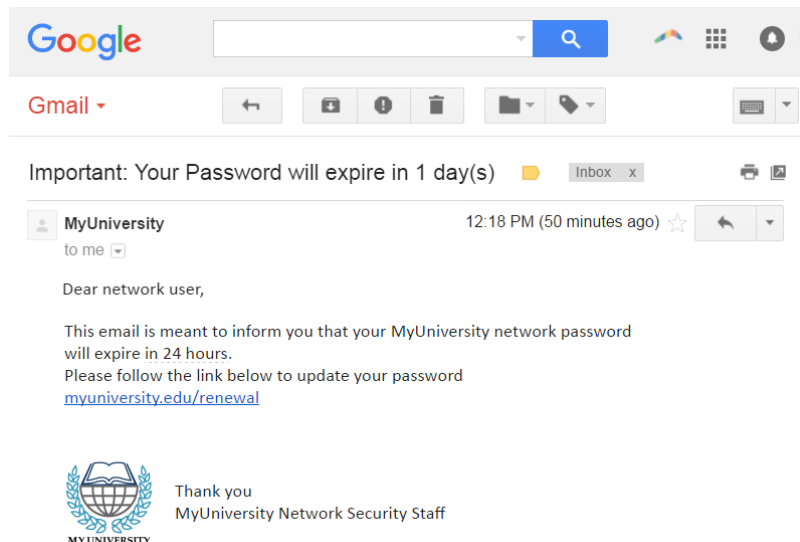 Google
Gmail
Important: Your Password will expire in 1 day(s) Inbox x
MyUniversity 12:18 PM (50 minutes ago)
to me
Dear network user,
This email is meant to inform you that your MyUniversity network password
will expire in 24 hours.
Please follow the link below to update your password
myuniversity.edu/renewal
Thank you
MyUniversity Network Security Staff
MY UNIVERSITY